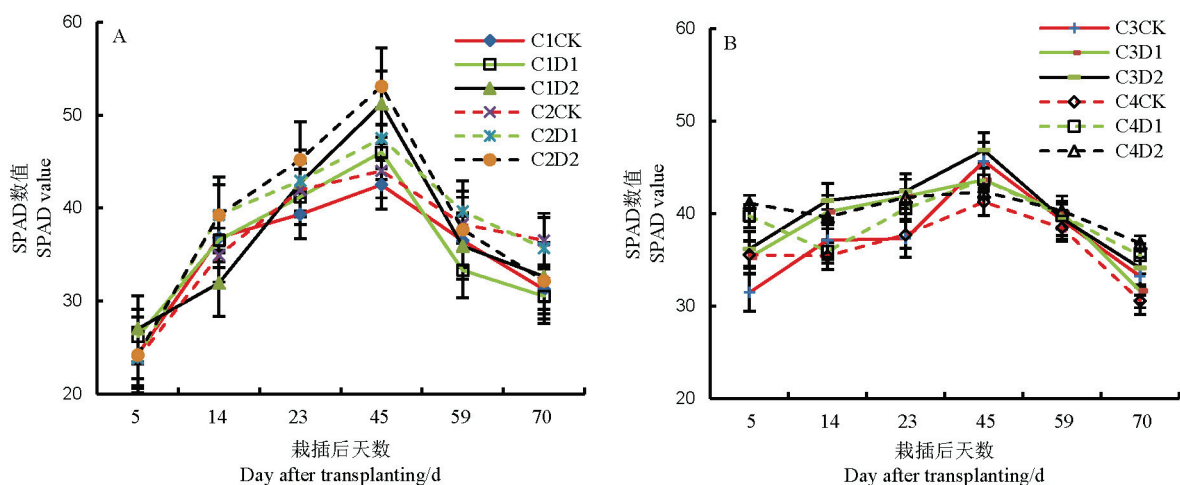 A
C1CK
C1D1
C1D2
C2CK
C2D1
C2D2
60
50
40
30
20
SPAD数值
SPAD value
5 14 23 45 59 70
栽插后天数
Day after transplanting/d
B
C3CK
C3D1
C3D2
C4CK
C4D1
C4D2
60
50
40
30
20
SPAD数值
SPAD value
5 14 23 45 59 70
栽插后天数
Day after transplanting/d